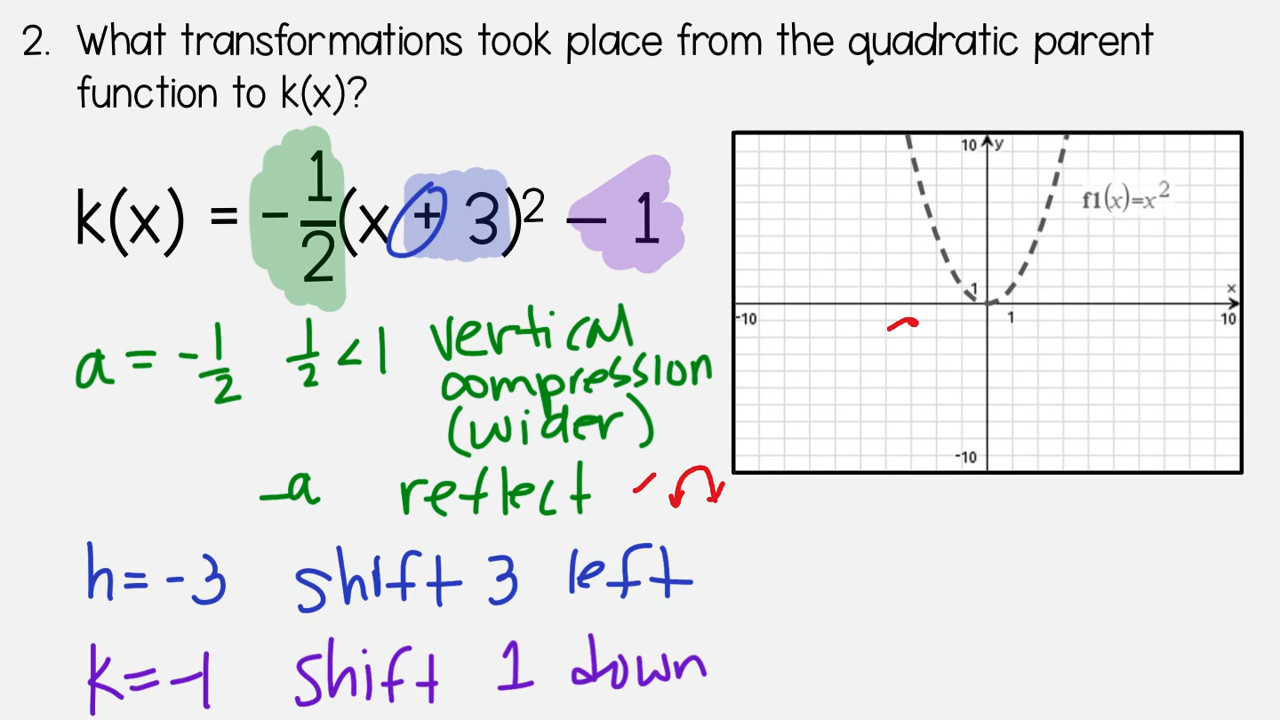 2. What transformations took place from the quadratic parent
function to k(x)?
k(x) = -1/2(x + 3)² - 1
10 y
f1(x)=x²
1
x
-10
1
10
-10
a = -1/2 1/2 < 1 vertical
compression
(wider)
-a reflect
h = -3 shift 3 left
k = -1 shift 1 down